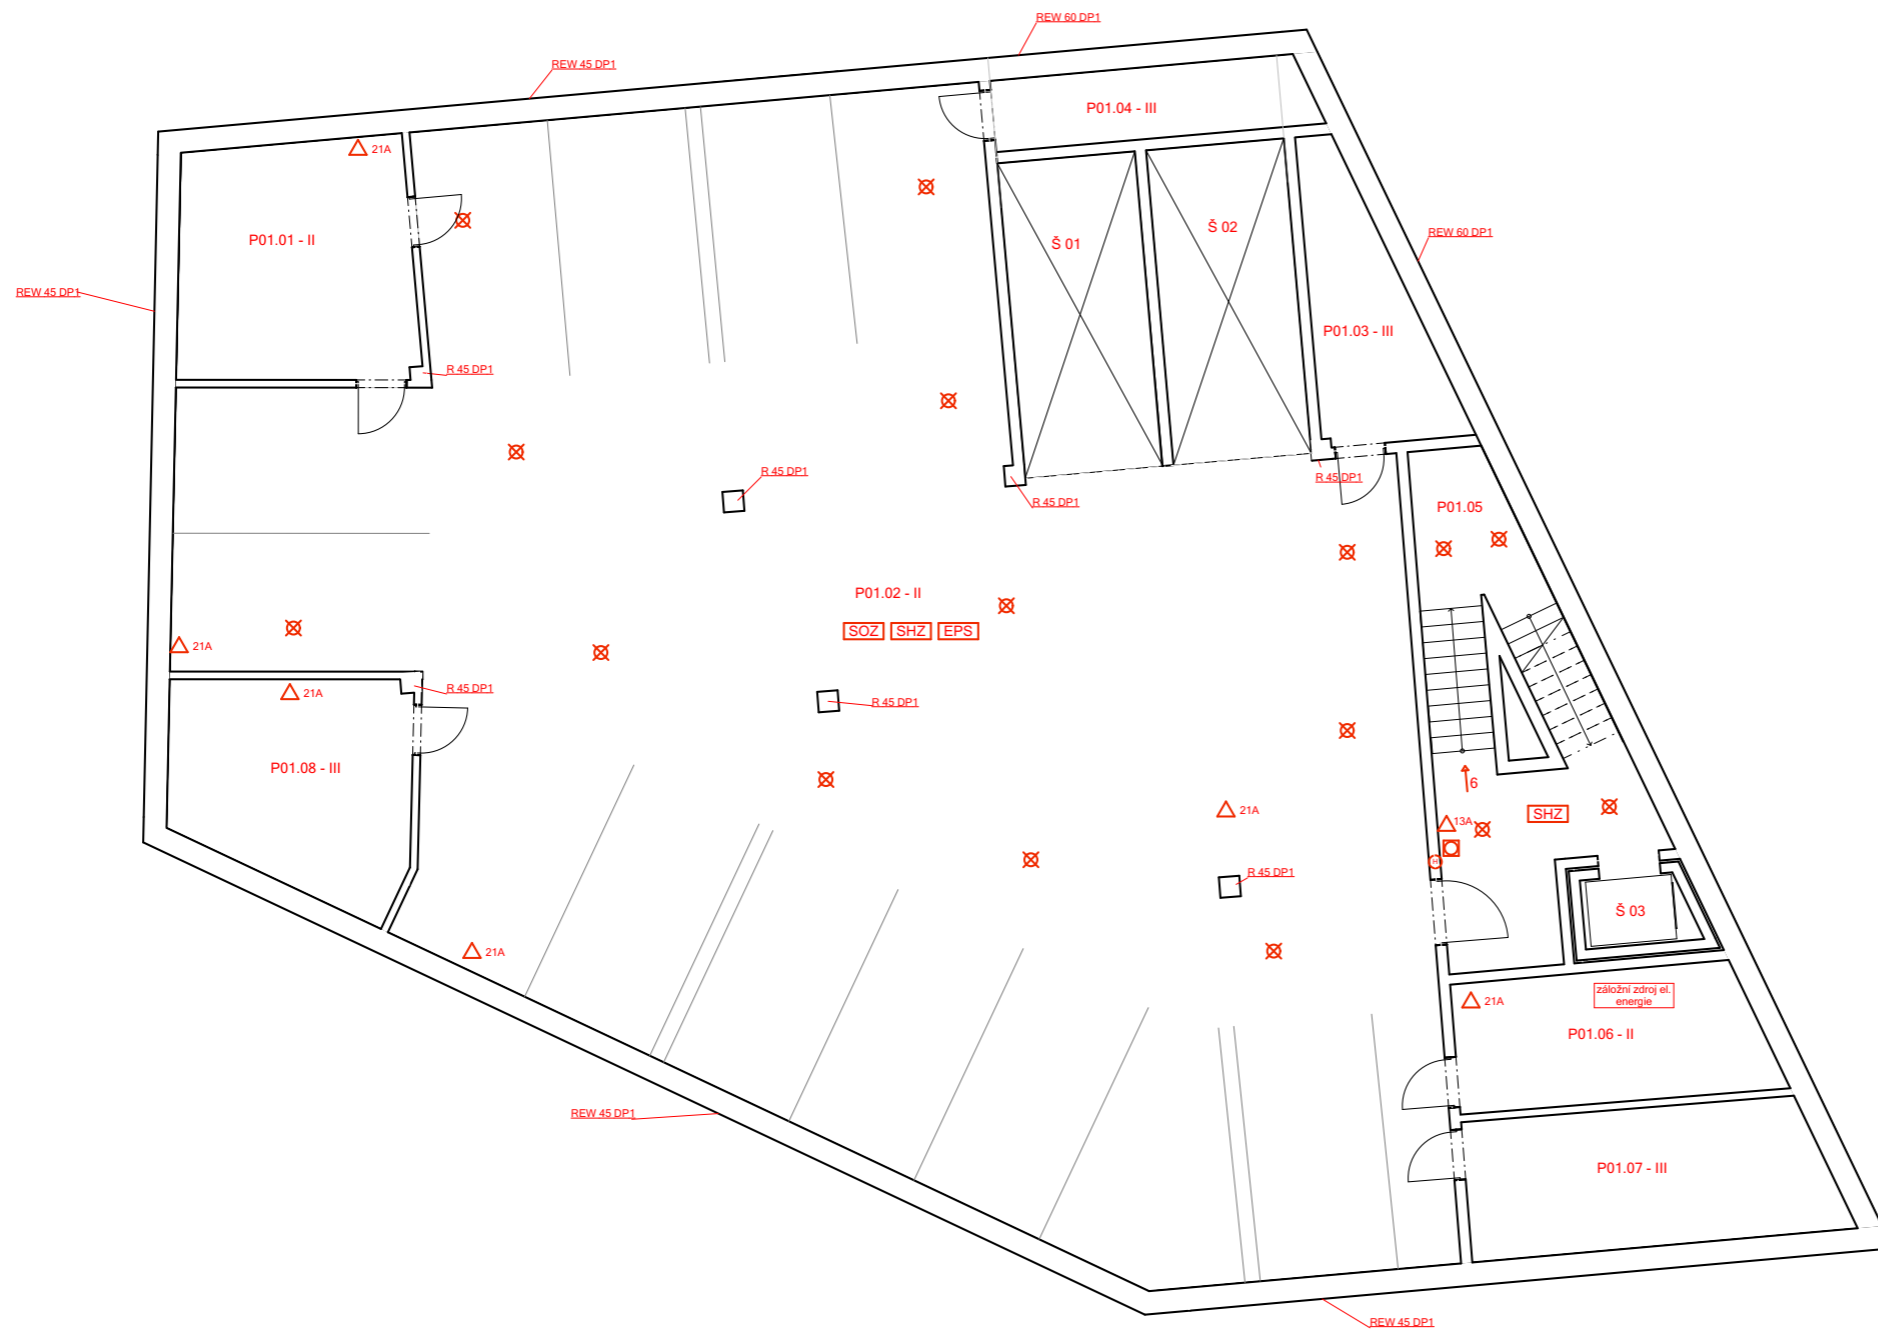 REW 60 DP1
REW 45 DP1
P01.04 - III
21A
P01.01 - II
Š 01
Š 02
REW 60 DP1
REW 45 DP1
P01.03 - III
R 45 DP1
R 45 DP1
R 45 DP1
R 45 DP1
P01.05
P01.02 - II
SOZ SHZ EPS
21A
21A
R 45 DP1
R 45 DP1
P01.08 - III
6
21A
SHZ
13A
H
R 45 DP1
Š 03
21A
záložní zdroj el.
energie
21A
P01.06 - II
REW 45 DP1
P01.07 - III
REW 45 DP1